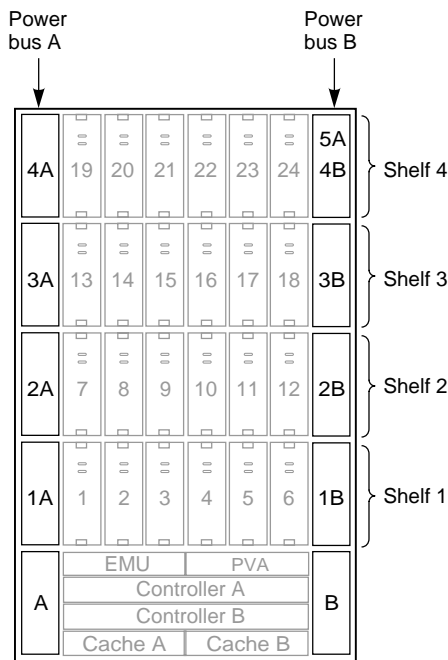 Power
bus A
Power
bus B
5A
4A 19 20 21 22 23 24 4B Shelf 4
3A 13 14 15 16 17 18 3B Shelf 3
2A 7 8 9 10 11 12 2B Shelf 2
1A 1 2 3 4 5 6 1B Shelf 1
EMU PVA
Controller A
A B
Controller B
Cache A Cache B